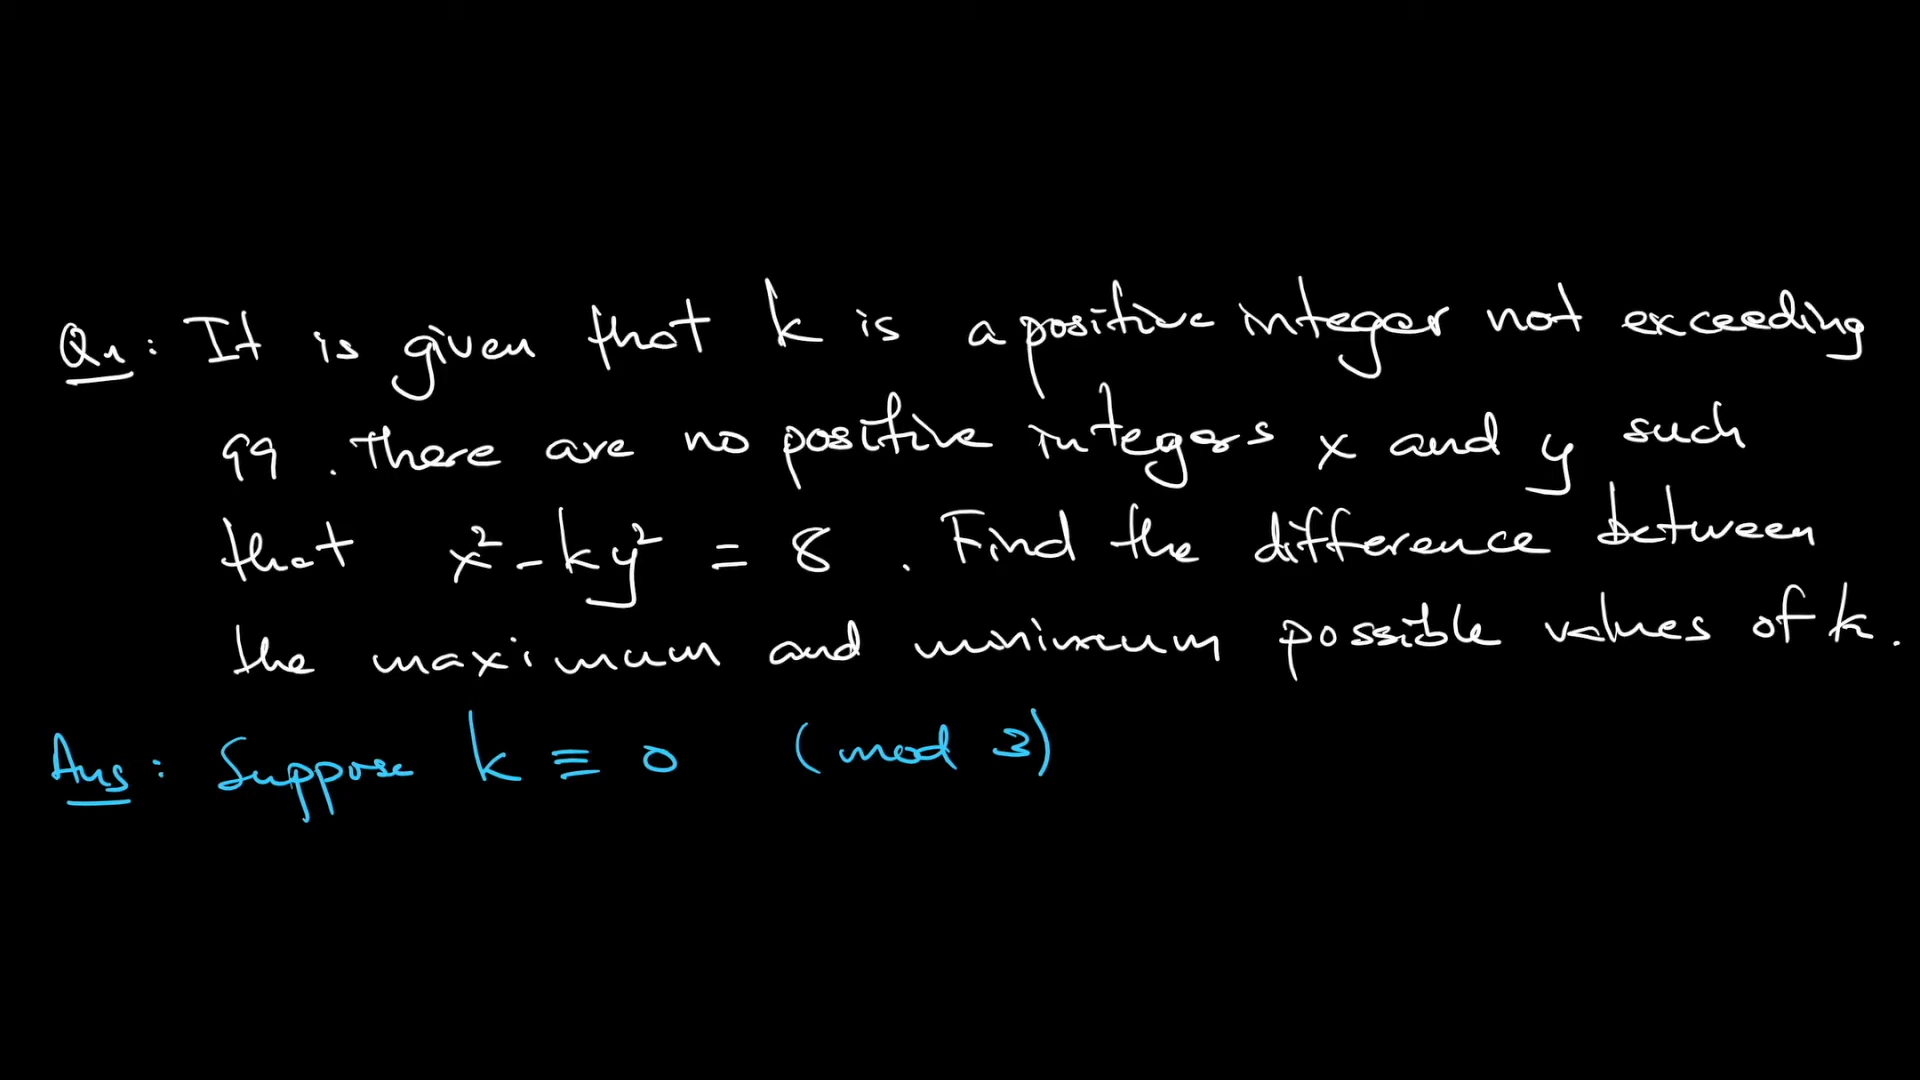 Qn: It is given that k is a positive integer not exceeding
99. There are no positive integers x and y such
that x² - ky² = 8. Find the difference between
the maximum and minimum possible values of k.
Ans: Suppose k ≡ 0 (mod 3)